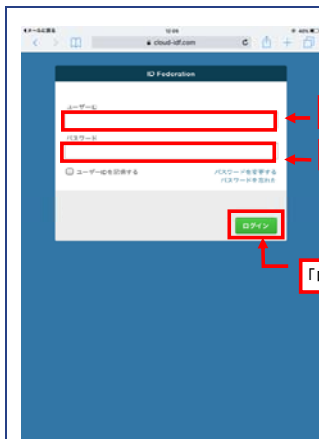 12:06
cloud-idf.com
ID Federation
ユーザーID
パスワード
ユーザーIDを記憶する
パスワードを変更する
パスワードを忘れた
ログイン
「